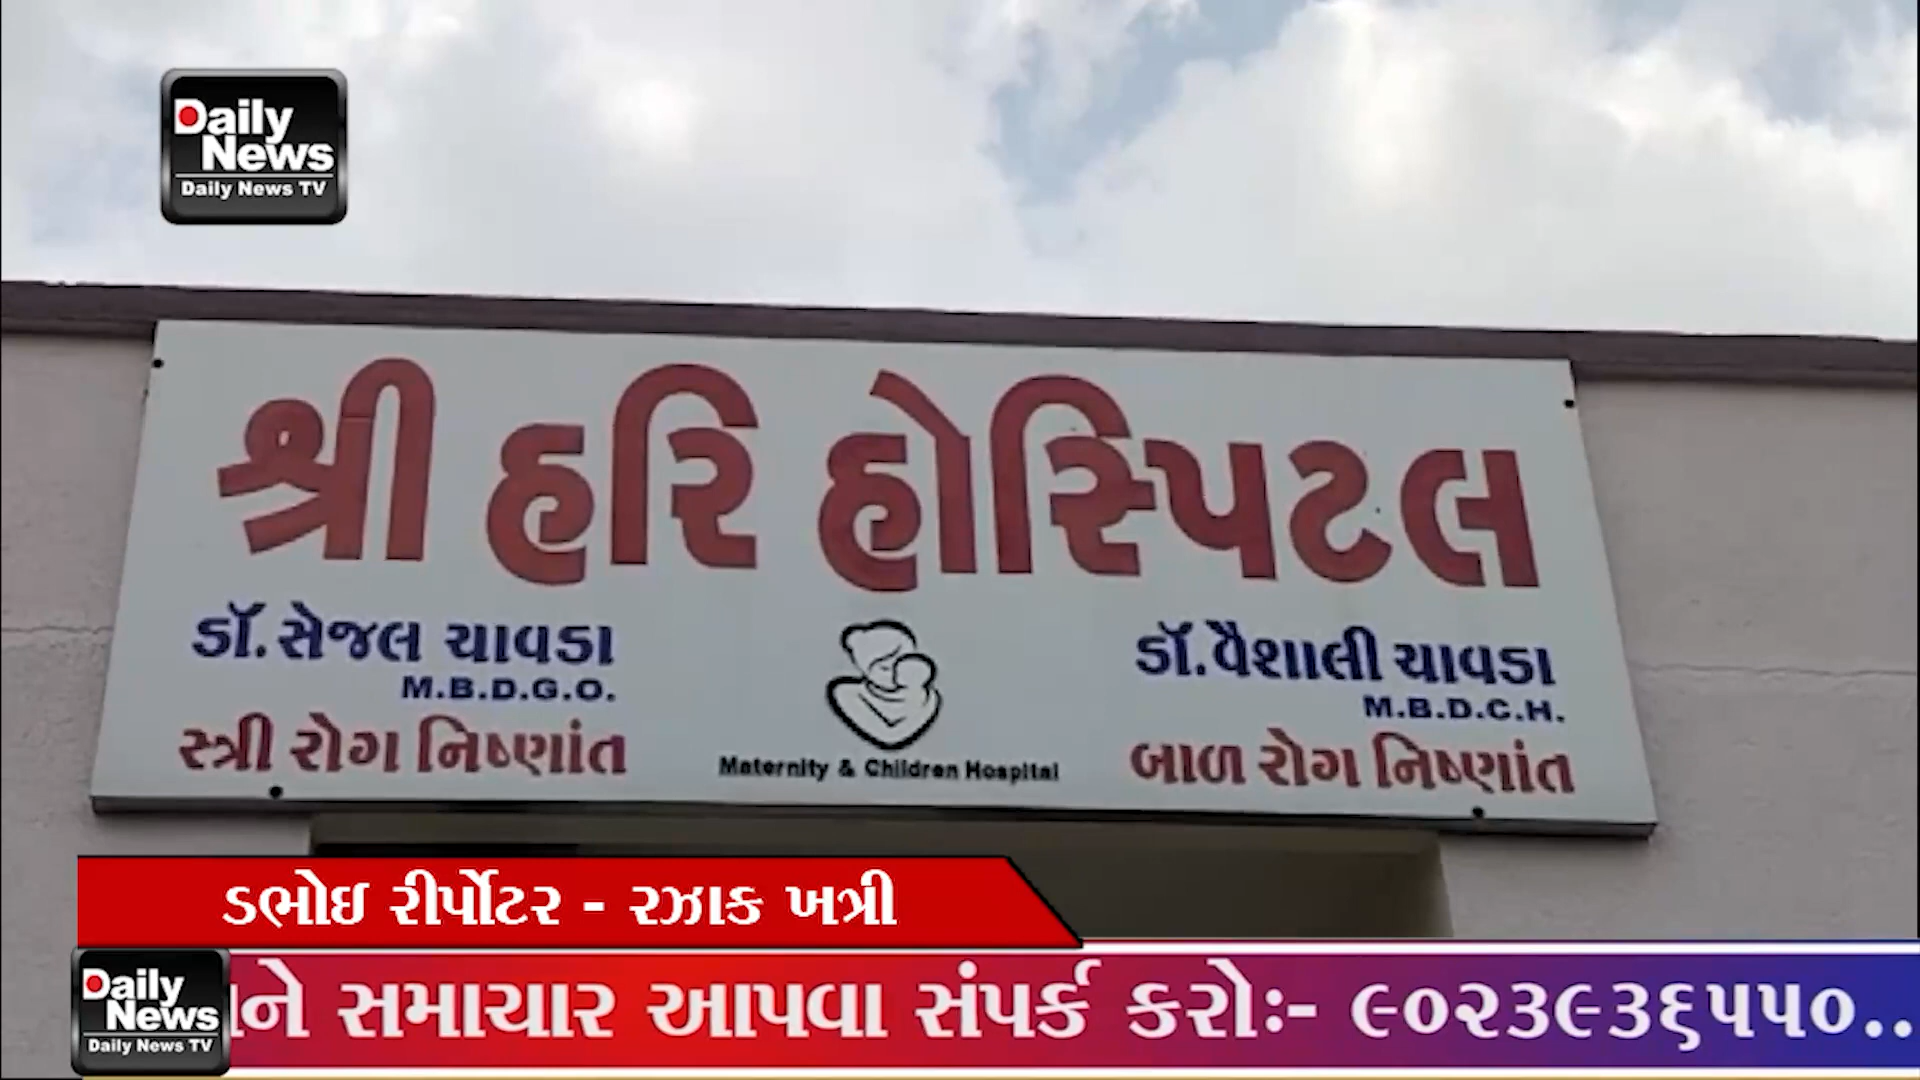 Daily
News
Daily News TV
શ્રી હરિ હોસ્પિટલ
ડૉ. સેજલ ચાવડા
M.B.D.G.O.
સ્ત્રી રોગ નિષ્ણાંત
Maternity & Children Hospital
ડૉ. વૈશાલી ચાવડા
M.B.D.C.H.
બાળ રોગ નિષ્ણાંત
ડભોઇ રીર્પોટર - રઝાક ખત્રી
Daily
News
Daily News TV
સમાચાર આપવા સંપર્ક કરોઃ- ૯૦૨૩૯૩૬૫૫૦..